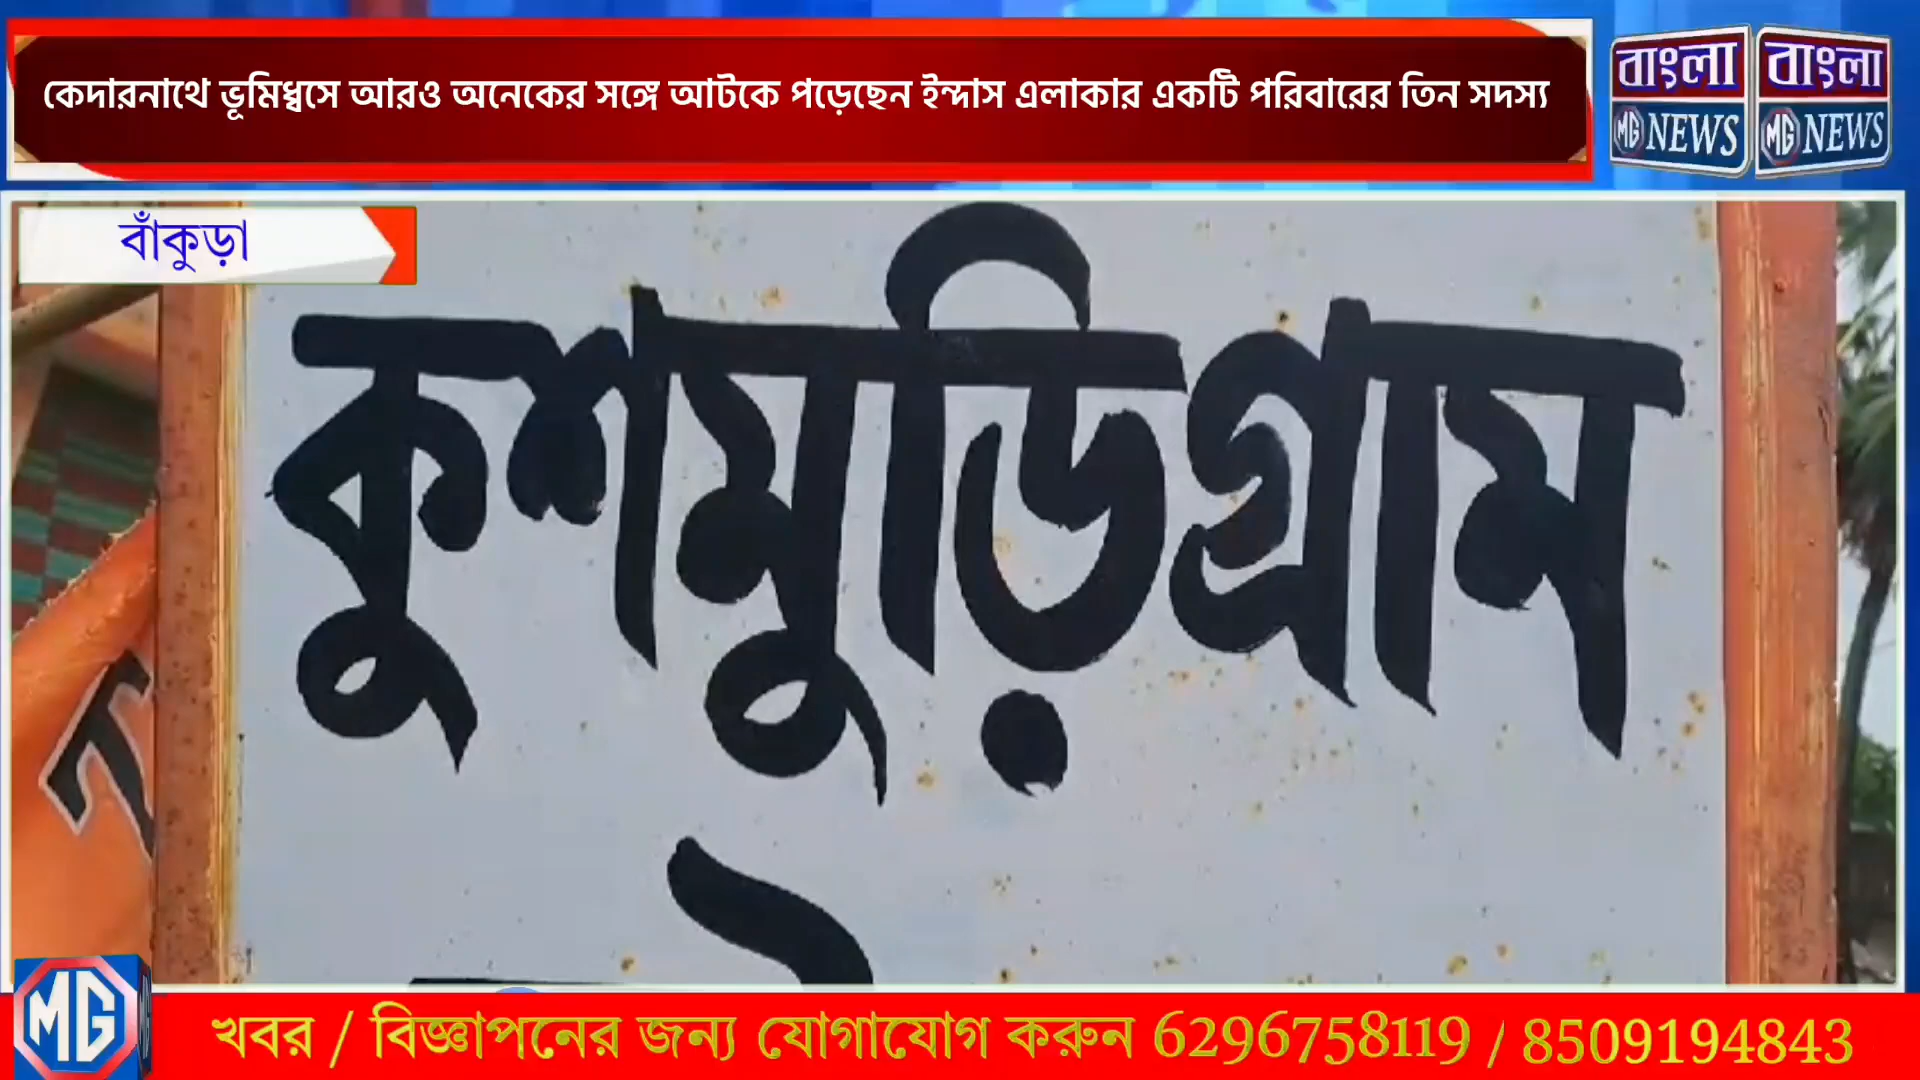 কেদারনাথে ভূমিধ্বসে আরও অনেকের সঙ্গে আটকে পড়েছেন ইন্দাস এলাকার একটি পরিবারের তিন সদস্য
বাংলা বাংলা
MG NEWS MG NEWS
বাঁকুড়া
কুশমুড়িগ্রাম
MG
খবর / বিজ্ঞাপনের জন্য যোগাযোগ করুন 6296758119 / 8509194843